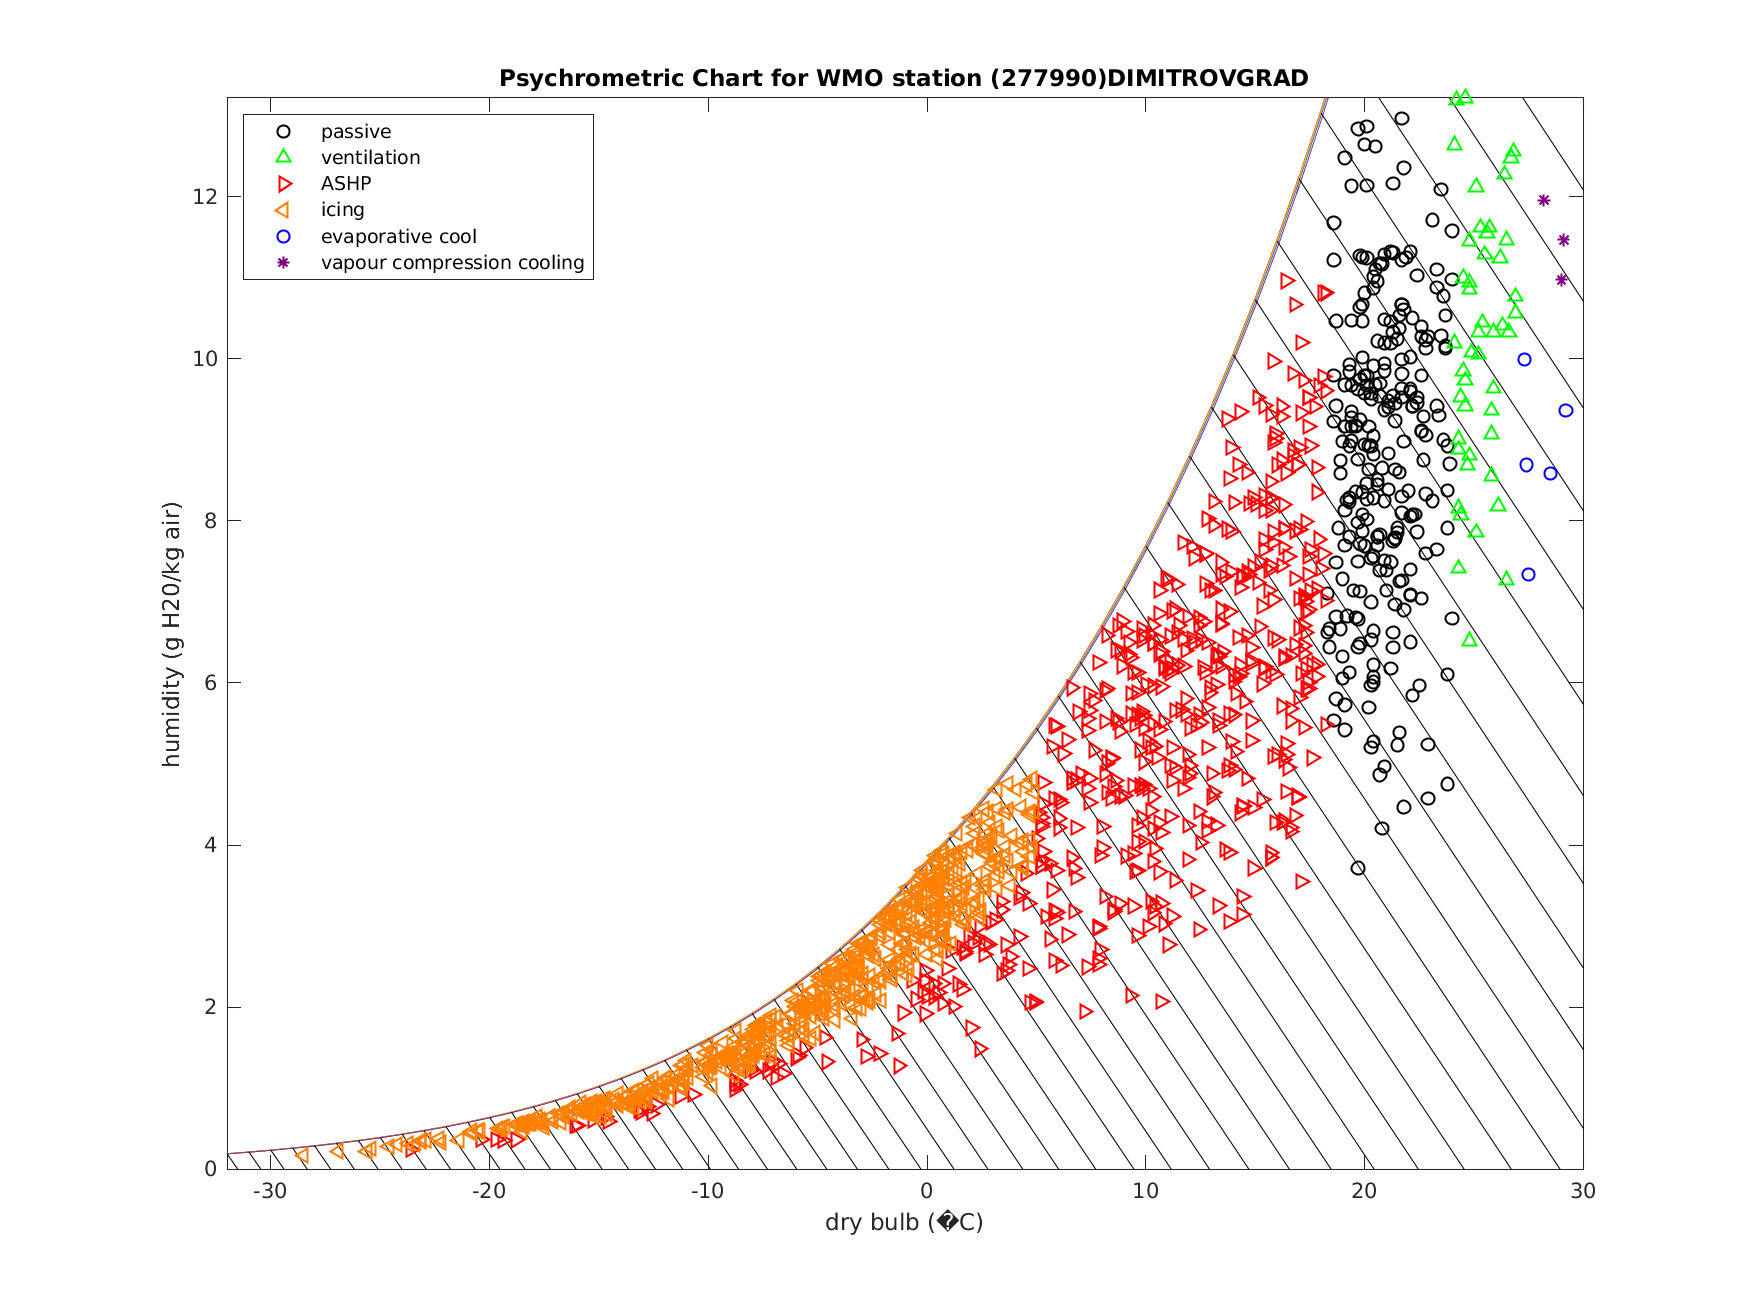 Psychrometric Chart for WMO station (277990)DIMITROVGRAD
passive
ventilation
ASHP
icing
evaporative cool
vapour compression cooling
humidity (g H20/kg air)
12
10
8
6
4
2
0
-30 -20 -10 0 10 20 30
dry bulb (�C)